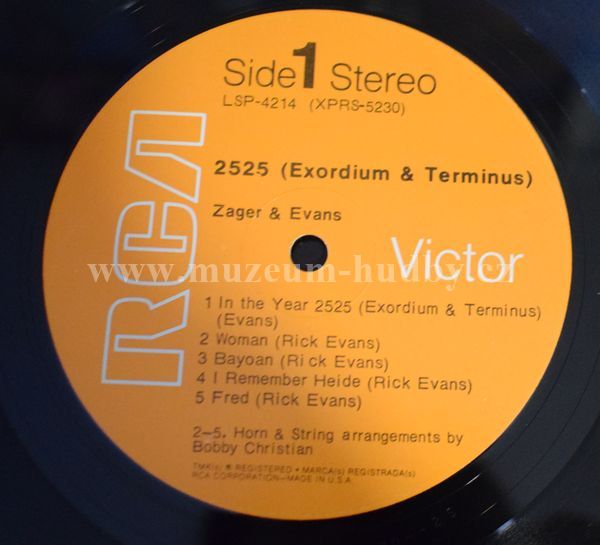 Side 1 Stereo
LSP-4214 (XPRS-5230)
2525 (Exordium & Terminus)
Zager & Evans
RCA
Victor
www.muzeum-hudby.cz
1 In the Year 2525 (Exordium & Terminus)
(Evans)
2 Woman (Rick Evans)
3 Bayoan (Rick Evans)
4 I Remember Heide (Rick Evans)
5 Fred (Rick Evans)
2-5. Horn & String arrangements by
Bobby Christian
TMK(s) ® REGISTERED • MARCA(s) REGISTRADA(s)
RCA CORPORATION-MADE IN U.S.A.